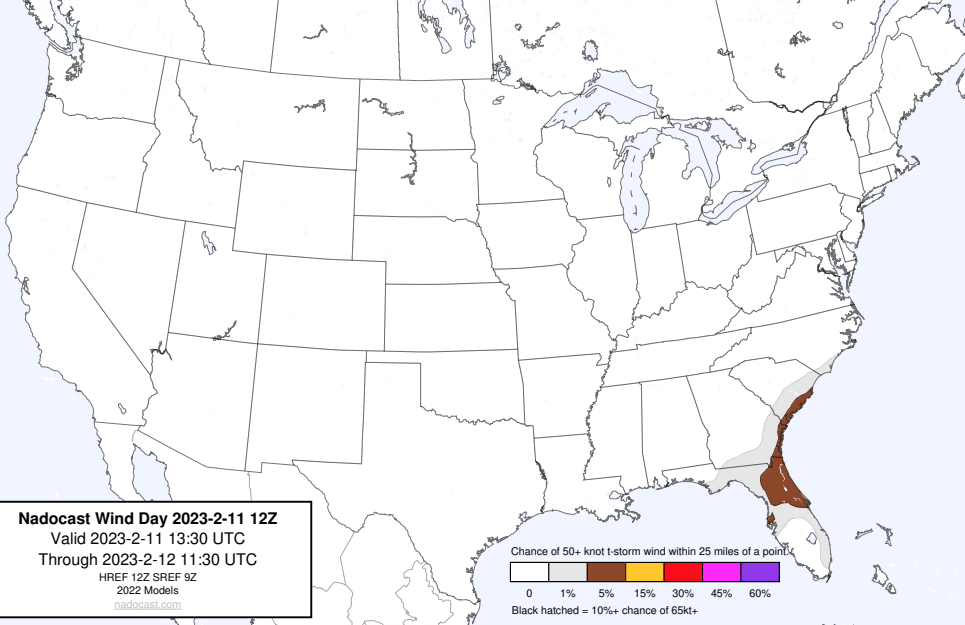 Nadocast Wind Day 2023-2-11 12Z
Valid 2023-2-11 13:30 UTC
Through 2023-2-12 11:30 UTC
HREF 12Z SREF 9Z
2022 Models
nadocast.com
Chance of 50+ knot t-storm wind within 25 miles of a point.
0 1% 5% 15% 30% 45% 60%
Black hatched = 10%+ chance of 65kt+